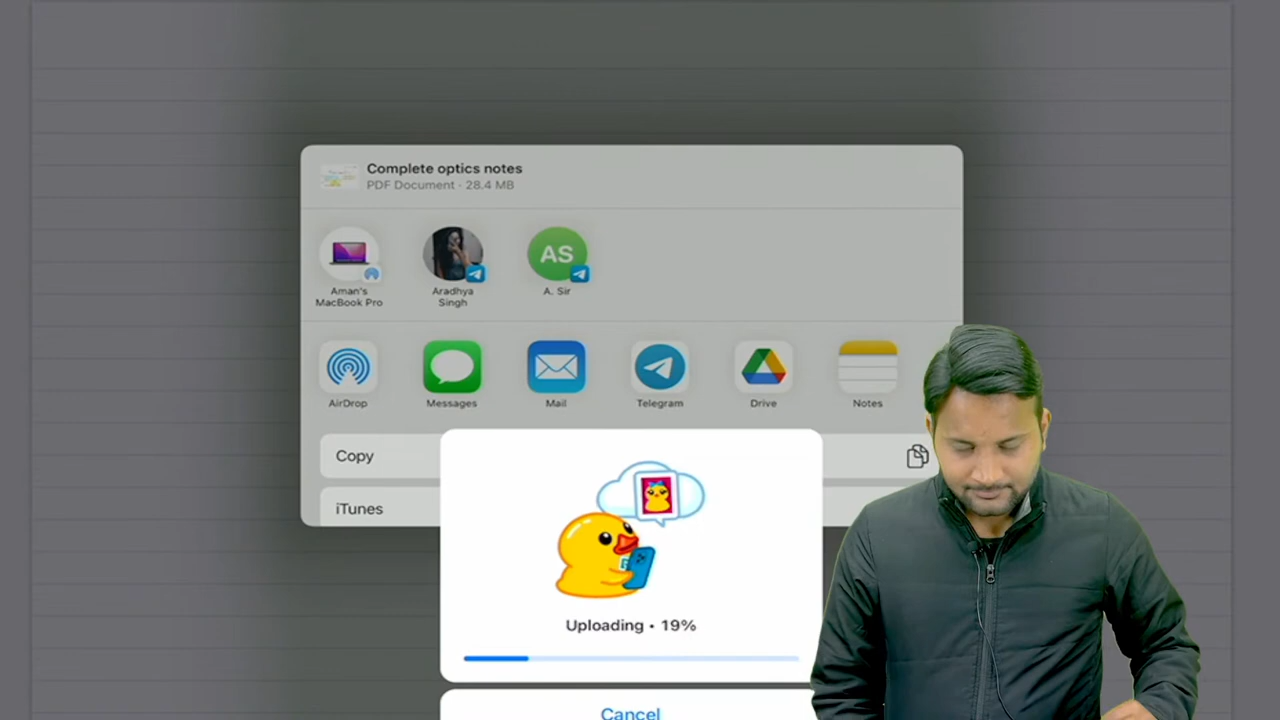 Complete optics notes
PDF Document · 28.4 MB
Aman's
MacBook Pro
Aradhya
Singh
AS
A. Sir
AirDrop
Messages
Mail
Telegram
Drive
Notes
Copy
iTunes
Uploading • 19%
Cancel